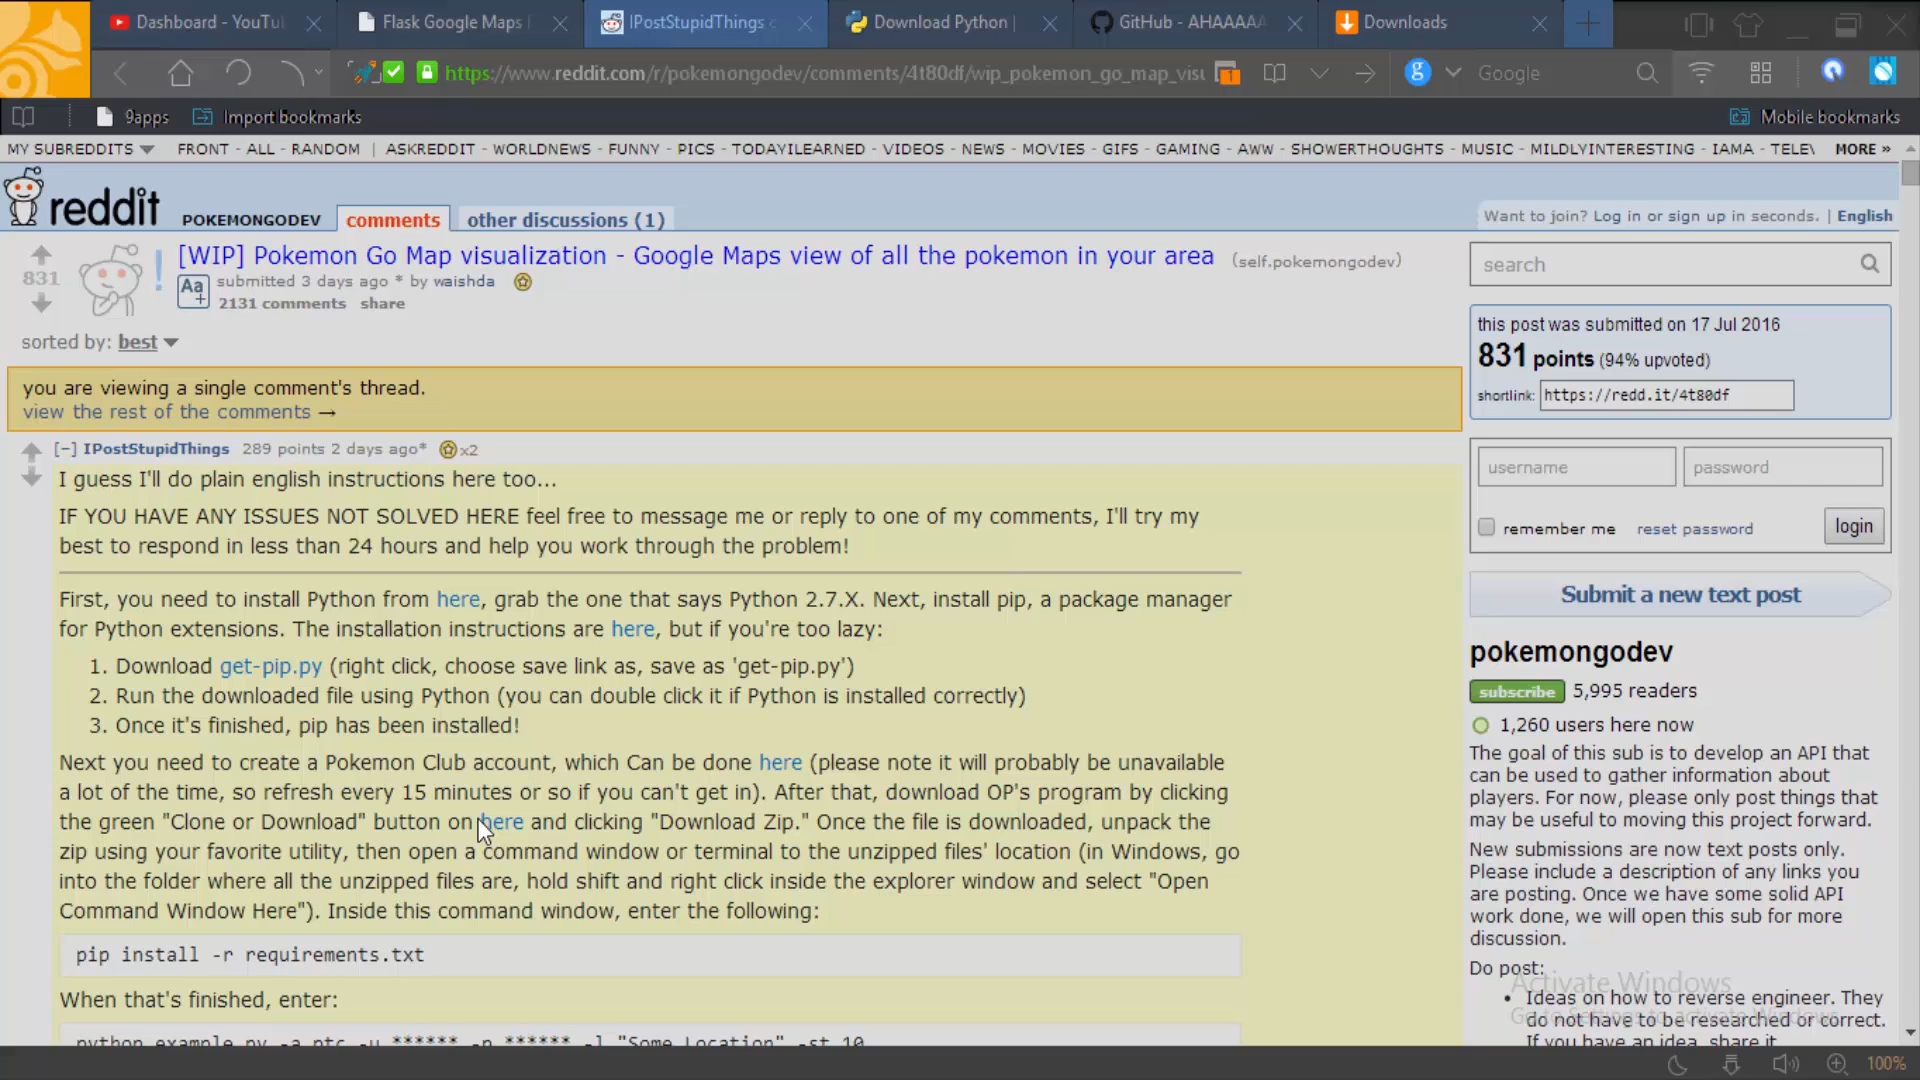 Dashboard - YouTu
Flask Google Maps
IPostStupidThings
Download Python |
GitHub - AHAAAAA
Downloads
https://www.reddit.com/r/pokemongodev/comments/4t80df/wip_pokemon_go_map_visu
Google
9apps
Import bookmarks
Mobile bookmarks
MY SUBREDDITS
FRONT - ALL - RANDOM | ASKREDDIT - WORLDNEWS - FUNNY - PICS - TODAYILEARNED - VIDEOS - NEWS - MOVIES - GIFS - GAMING - AWW - SHOWERTHOUGHTS - MUSIC - MILDLYINTERESTING - IAMA - TELEV
MORE »
reddit POKEMONGODEV comments other discussions (1)
Want to join? Log in or sign up in seconds. | English
831
[WIP] Pokemon Go Map visualization - Google Maps view of all the pokemon in your area (self.pokemongodev)
submitted 3 days ago * by waishda
2131 comments share
sorted by: best
you are viewing a single comment's thread.
view the rest of the comments →
[–] IPostStupidThings 289 points 2 days ago* x2
I guess I'll do plain english instructions here too...
IF YOU HAVE ANY ISSUES NOT SOLVED HERE feel free to message me or reply to one of my comments, I'll try my
best to respond in less than 24 hours and help you work through the problem!
First, you need to install Python from here, grab the one that says Python 2.7.X. Next, install pip, a package manager
for Python extensions. The installation instructions are here, but if you're too lazy:
1. Download get-pip.py (right click, choose save link as, save as 'get-pip.py')
2. Run the downloaded file using Python (you can double click it if Python is installed correctly)
3. Once it's finished, pip has been installed!
Next you need to create a Pokemon Club account, which Can be done here (please note it will probably be unavailable
a lot of the time, so refresh every 15 minutes or so if you can't get in). After that, download OP's program by clicking
the green "Clone or Download" button on here and clicking "Download Zip." Once the file is downloaded, unpack the
zip using your favorite utility, then open a command window or terminal to the unzipped files' location (in Windows, go
into the folder where all the unzipped files are, hold shift and right click inside the explorer window and select "Open
Command Window Here"). Inside this command window, enter the following:
pip install -r requirements.txt
When that's finished, enter:
python example.py -a ptc -u ****** -p ****** -l "Some Location" -st 10
search
this post was submitted on 17 Jul 2016
831 points (94% upvoted)
shortlink: https://redd.it/4t80df
username
password
remember me reset password
login
Submit a new text post
pokemongodev
subscribe 5,995 readers
1,260 users here now
The goal of this sub is to develop an API that
can be used to gather information about
players. For now, please only post things that
may be useful to moving this project forward.
New submissions are now text posts only.
Please include a description of any links you
are posting. Once we have some solid API
work done, we will open this sub for more
discussion.
Do post:
• Ideas on how to reverse engineer. They
do not have to be researched or correct.
If you have an idea, share it
Activate Windows
Go to Settings to activate Windows.
100%